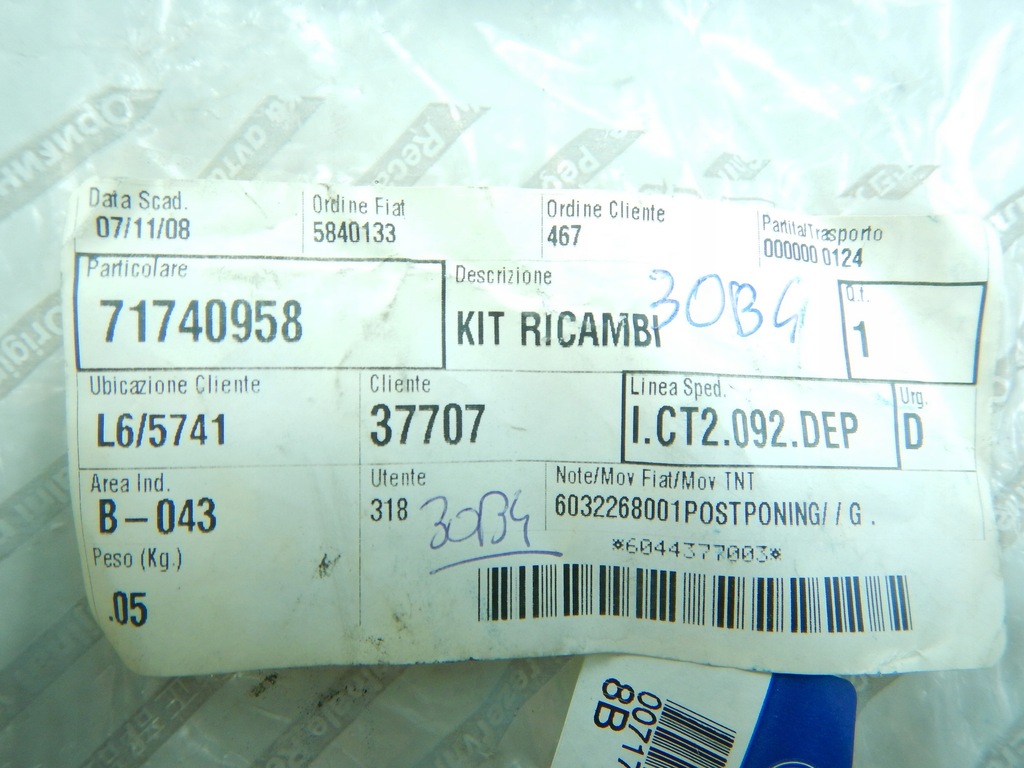 Data Scad.
07/11/08
Ordine Fiat
5840133
Ordine Cliente
467
Partita/Trasporto
000000 0124
Particolare
71740958
Descrizione
KIT RICAMBI
30B4
Q.t.
1
Ubicazione Cliente
L6/5741
Cliente
37707
Linea Sped.
I.CT2.092.DEP
Urg.
D
Area Ind.
B-043
Utente
318
30B4
Note/Mov Fiat/Mov TNT
6032268001POSTPONING//G.
Peso (Kg.)
.05
*6044377003*
00717
8B